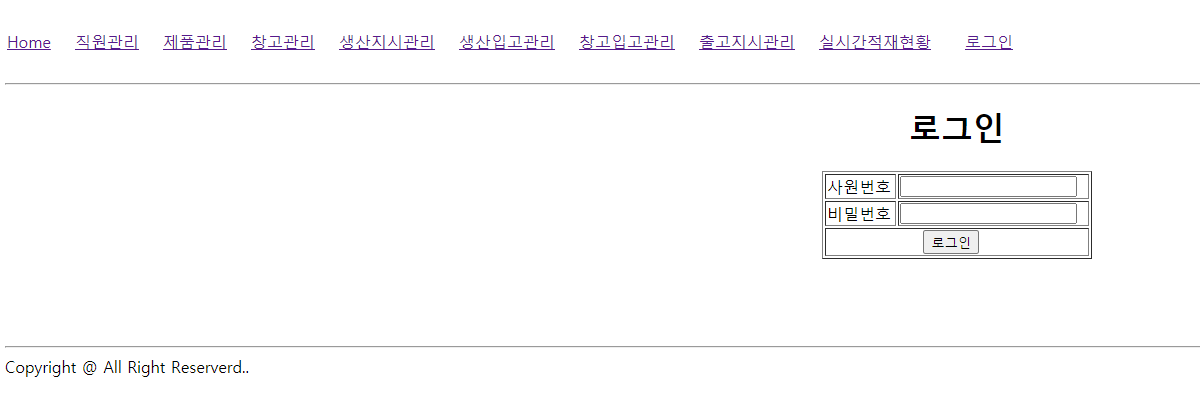 Home 직원관리 제품관리 창고관리 생산지시관리 생산입고관리 창고입고관리 출고지시관리 실시간적재현황 로그인
로그인
사원번호
비밀번호
로그인
Copyright @ All Right Reserverd..